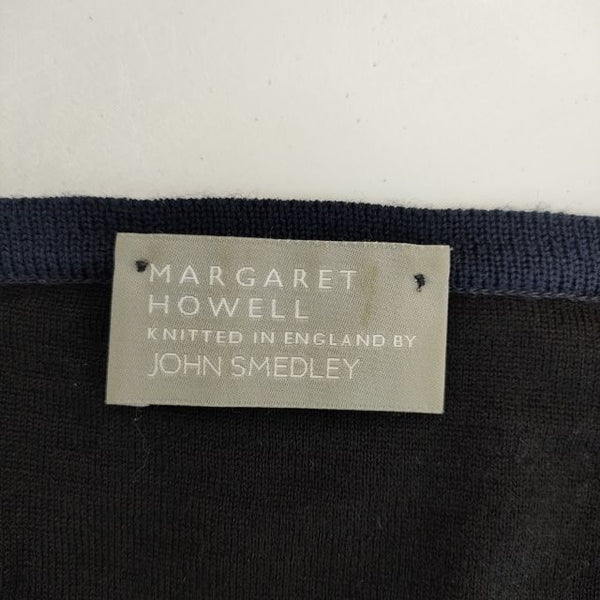 MARGARET
HOWELL
KNITTED IN ENGLAND BY
JOHN SMEDLEY